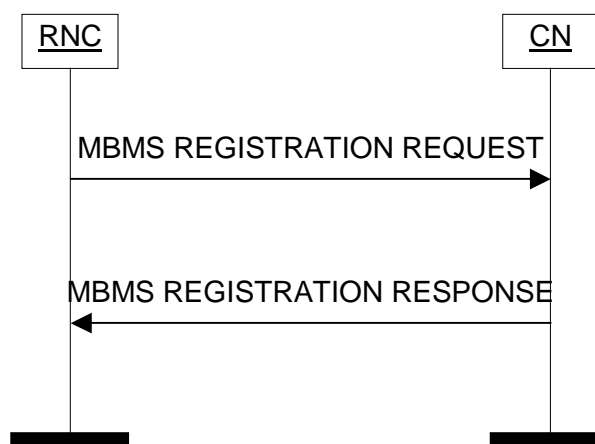 RNC
CN
MBMS REGISTRATION REQUEST
MBMS REGISTRATION RESPONSE